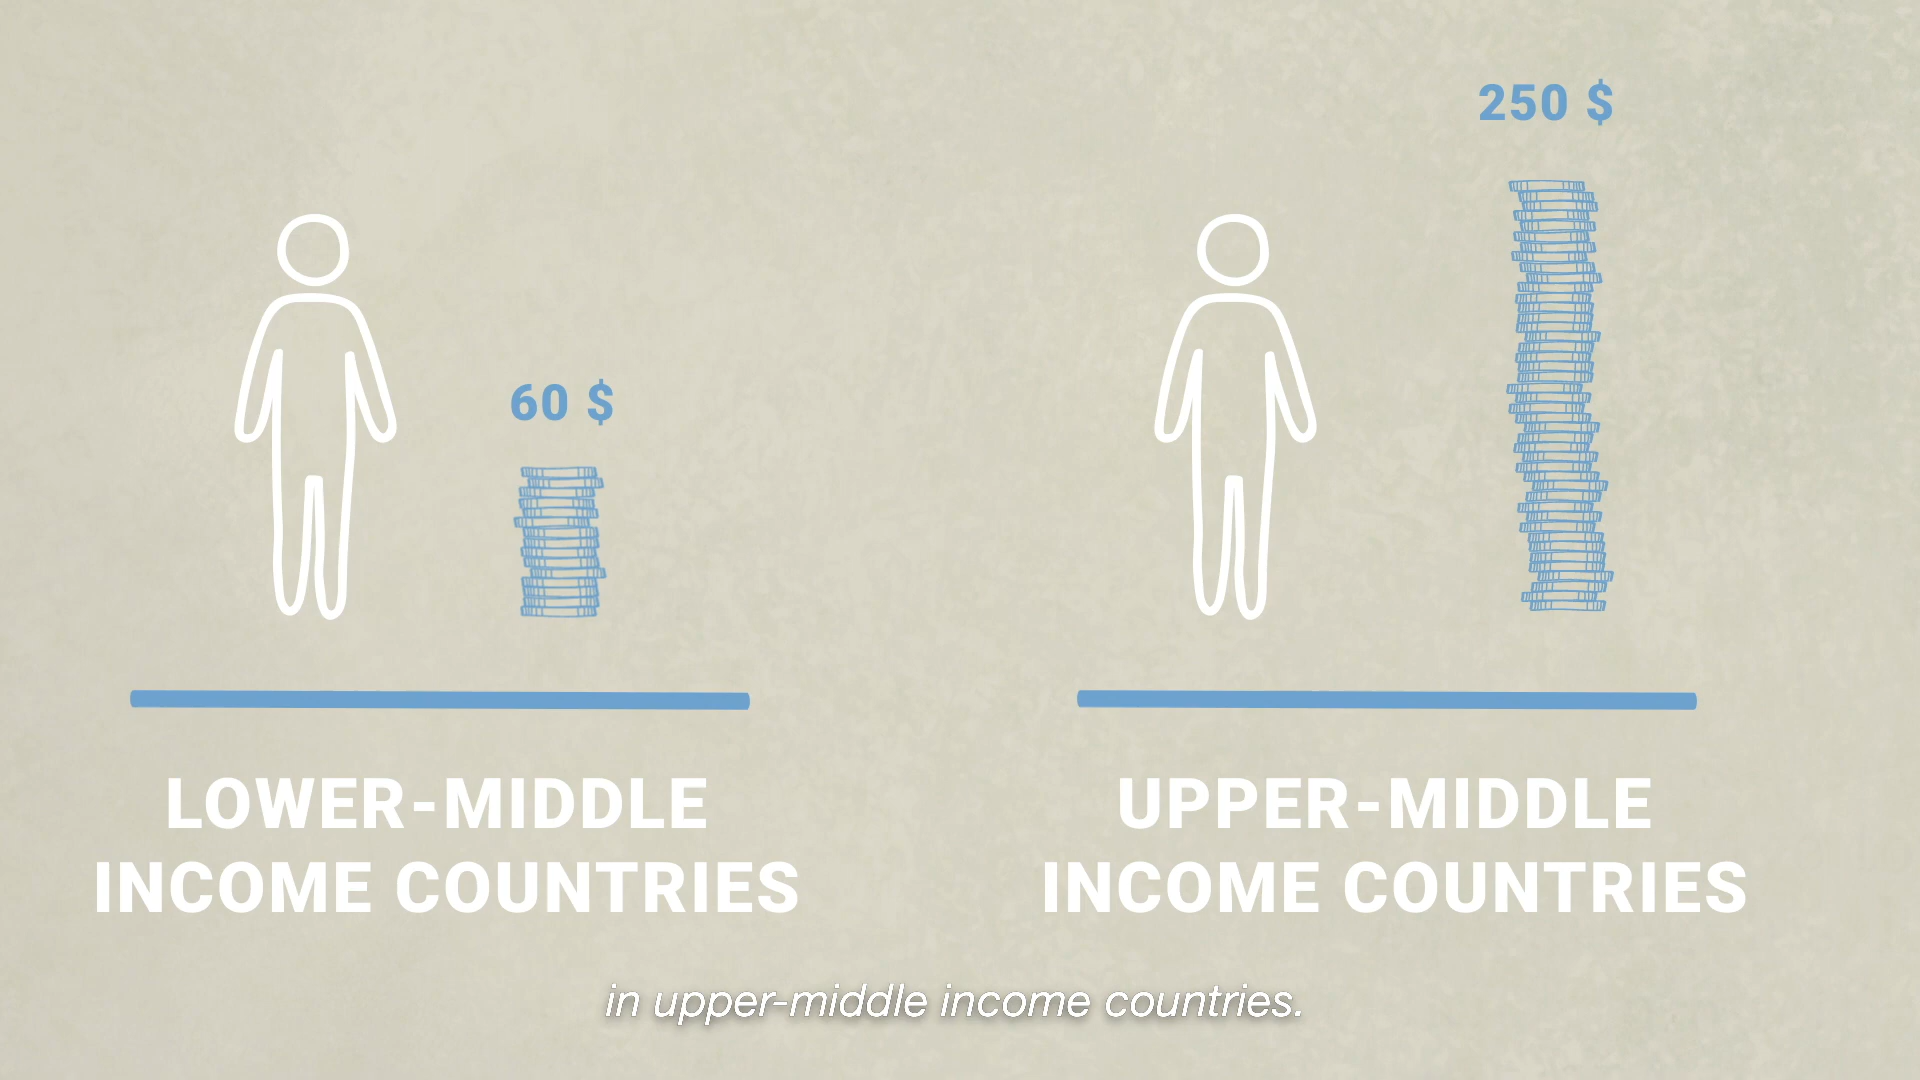 250 $
60 $
LOWER-MIDDLE
INCOME COUNTRIES
UPPER-MIDDLE
INCOME COUNTRIES
in upper-middle income countries.